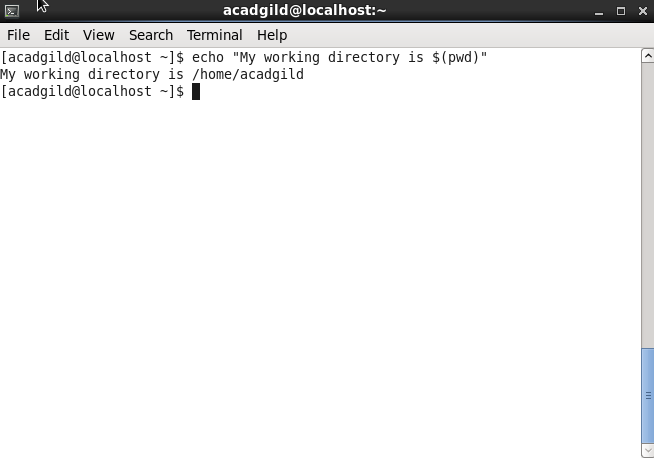 acadgild@localhost:~
File Edit View Search Terminal Help
[acadgild@localhost ~]$ echo "My working directory is $(pwd)"
My working directory is /home/acadgild
[acadgild@localhost ~]$